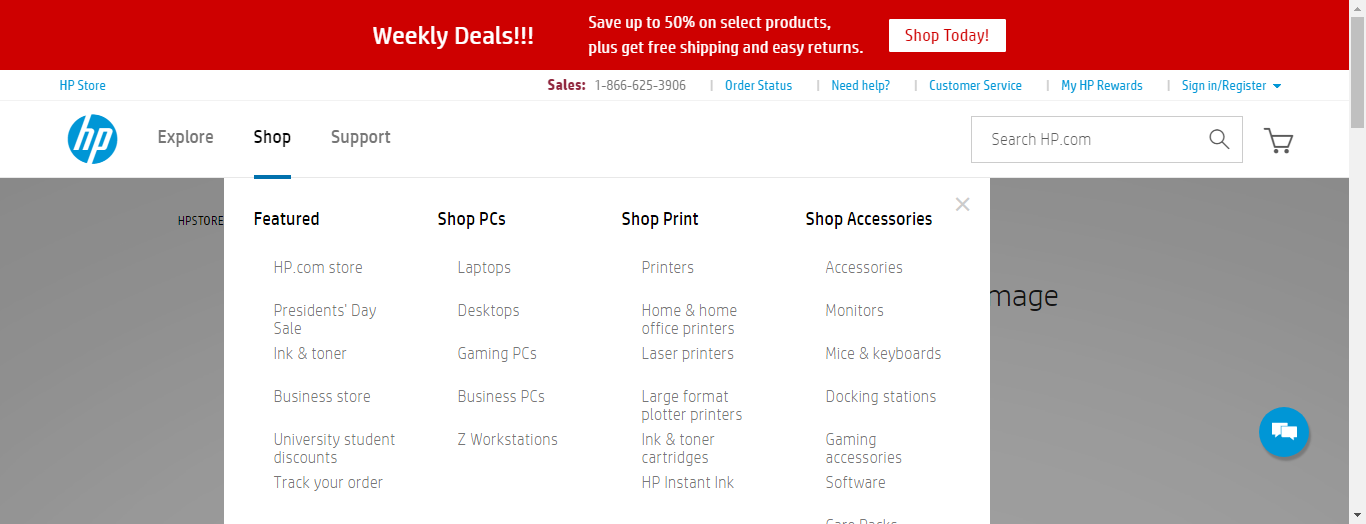 Weekly Deals!!!
Save up to 50% on select products,
plus get free shipping and easy returns.
Shop Today!
HP Store
Sales: 1-866-625-3906
Order Status
Need help?
Customer Service
My HP Rewards
Sign in/Register
hp
Explore
Shop
Support
Search HP.com
HPSTORE
mage
Featured
HP.com store
Presidents' Day
Sale
Ink & toner
Business store
University student
discounts
Track your order
Shop PCs
Laptops
Desktops
Gaming PCs
Business PCs
Z Workstations
Shop Print
Printers
Home & home
office printers
Laser printers
Large format
plotter printers
Ink & toner
cartridges
HP Instant Ink
Shop Accessories
Accessories
Monitors
Mice & keyboards
Docking stations
Gaming
accessories
Software
Care Packs